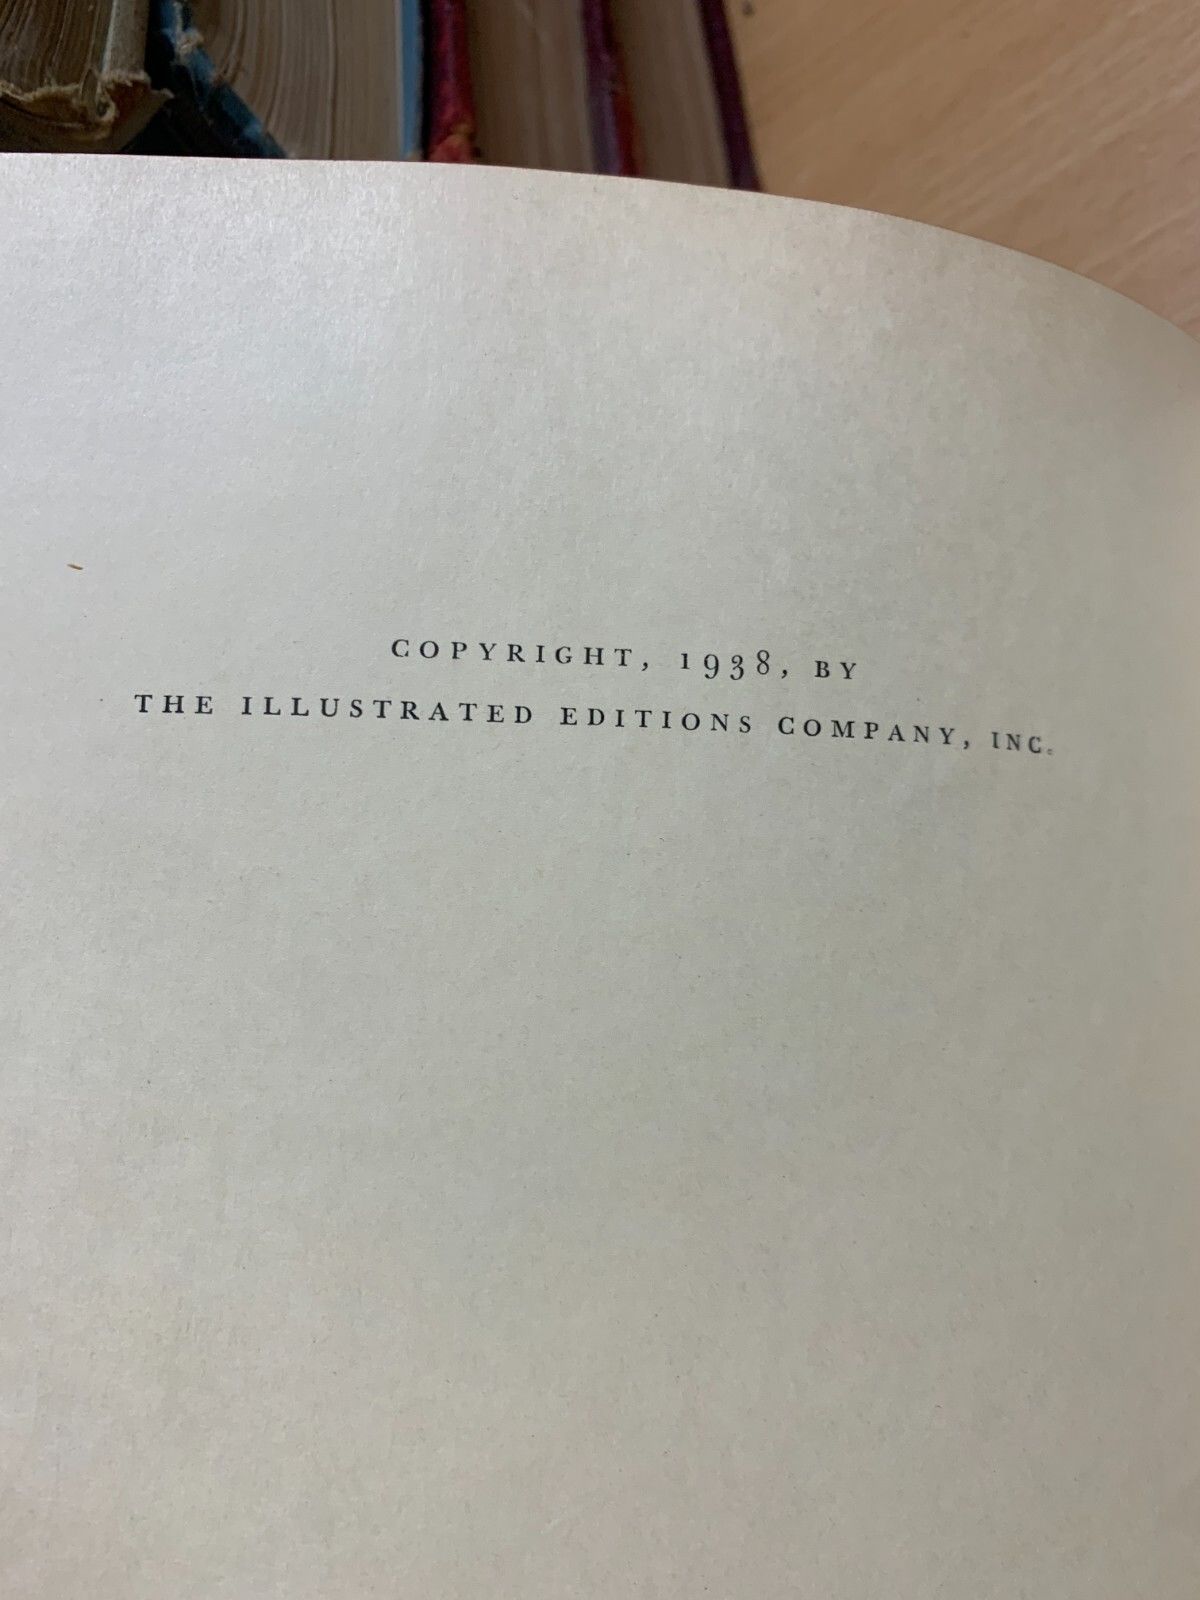 COPYRIGHT, 1938, BY
THE ILLUSTRATED EDITIONS COMPANY, INC.